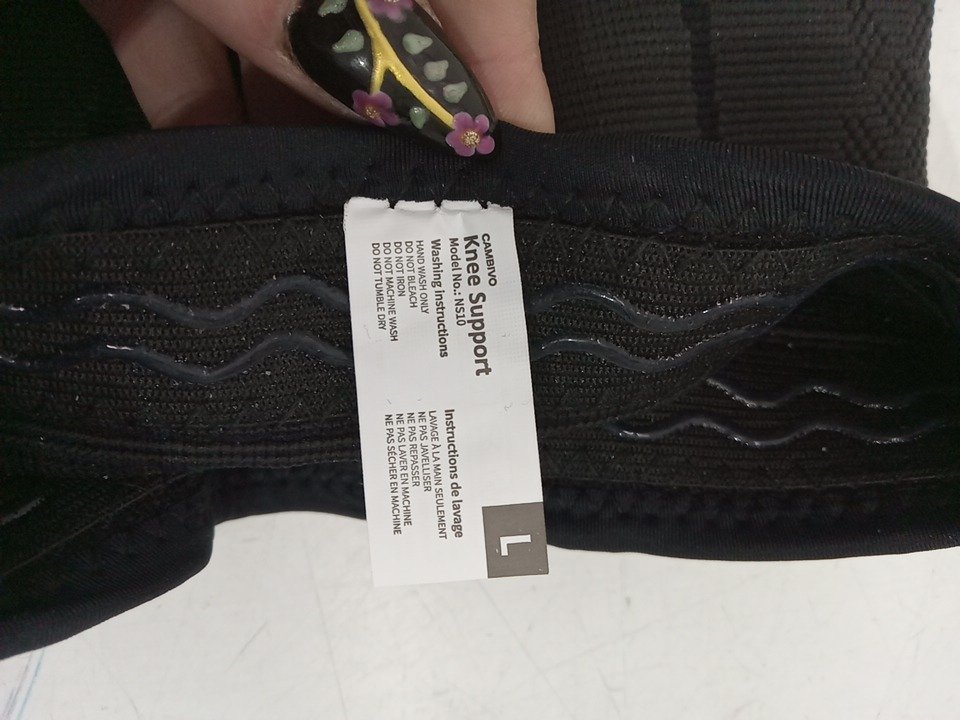 CAMBIVO
Knee Support
Model No.: NS10
Washing instructions
HAND WASH ONLY
DO NOT BLEACH
DO NOT IRON
DO NOT MACHINE WASH
DO NOT TUMBLE DRY
Instructions de lavage
LAVAGE À LA MAIN SEULEMENT
NE PAS JAVELLISER
NE PAS REPASSER
NE PAS LAVER EN MACHINE
NE PAS SÉCHER EN MACHINE
L